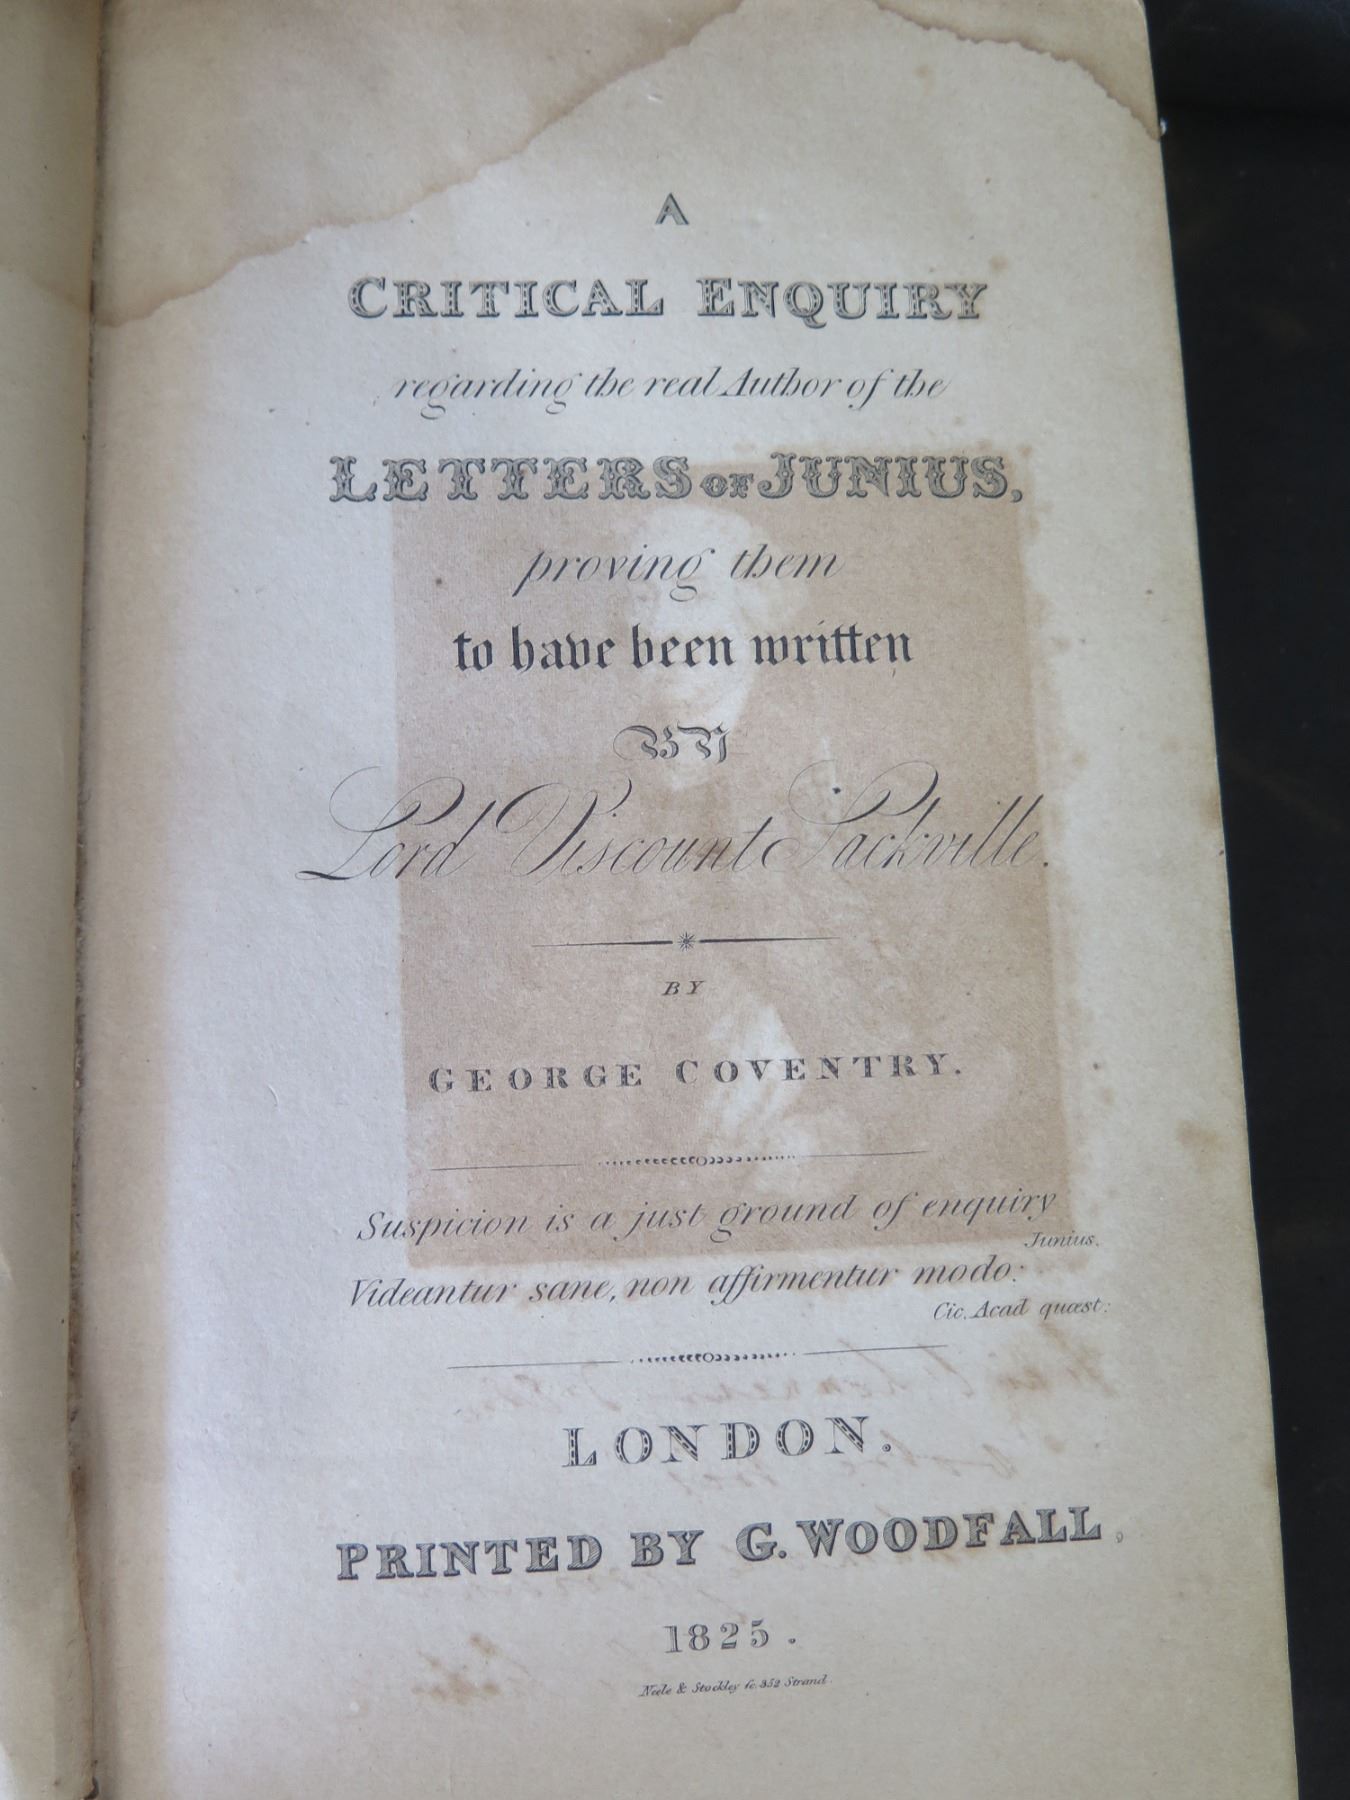 A
CRITICAL ENQUIRY
regarding the real Author of the
LETTERS OF JUNIUS,
proving them
to have been written
BY
Lord Viscount Sackville.
BY
GEORGE COVENTRY.
Suspicion is a just ground of enquiry
Junius.
Videantur sane, non affirmentur modo:
Cic. Acad quæst:
LONDON.
PRINTED BY G. WOODFALL,
1825.
Neele & Stockley sc. 352 Strand.